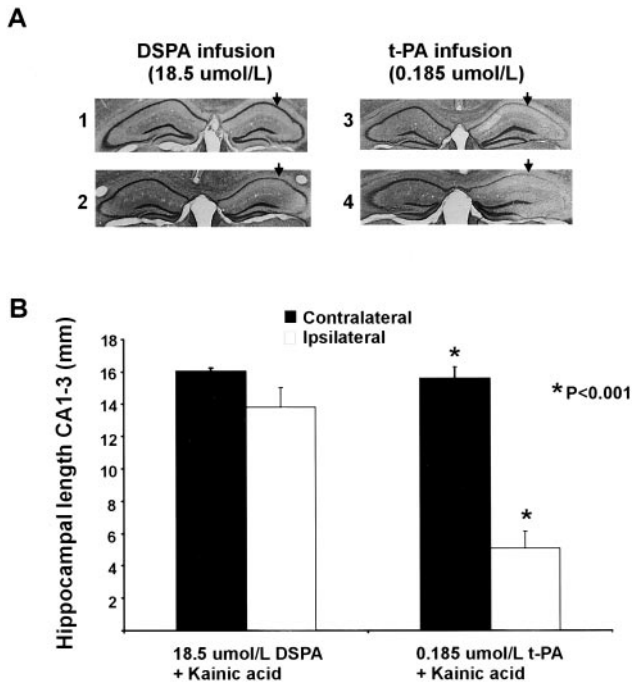 A
DSPA infusion
(18.5 umol/L)
t-PA infusion
(0.185 umol/L)
1
2
3
4
B
Contralateral
Ipsilateral
Hippocampal length CA1-3 (mm)
18
16
14
12
10
8
6
4
2
*
*
* P<0.001
18.5 umol/L DSPA
+ Kainic acid
0.185 umol/L t-PA
+ Kainic acid